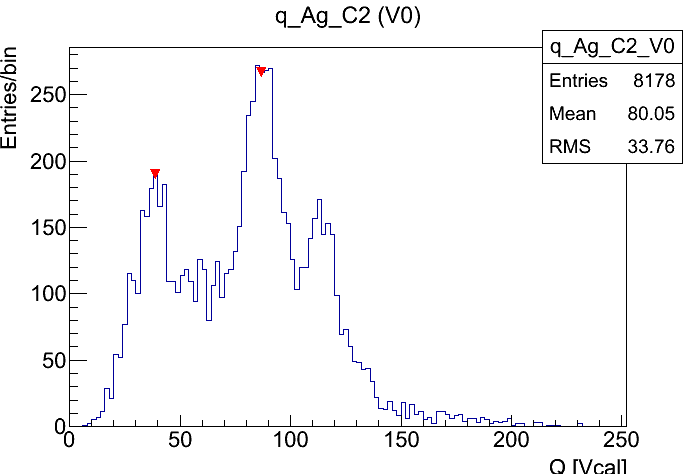 q_Ag_C2 (V0)
q_Ag_C2_V0
Entries 8178
Mean 80.05
RMS 33.76
Entries/bin
250
200
150
100
50
0
0 50 100 150 200 250
Q [Vcal]